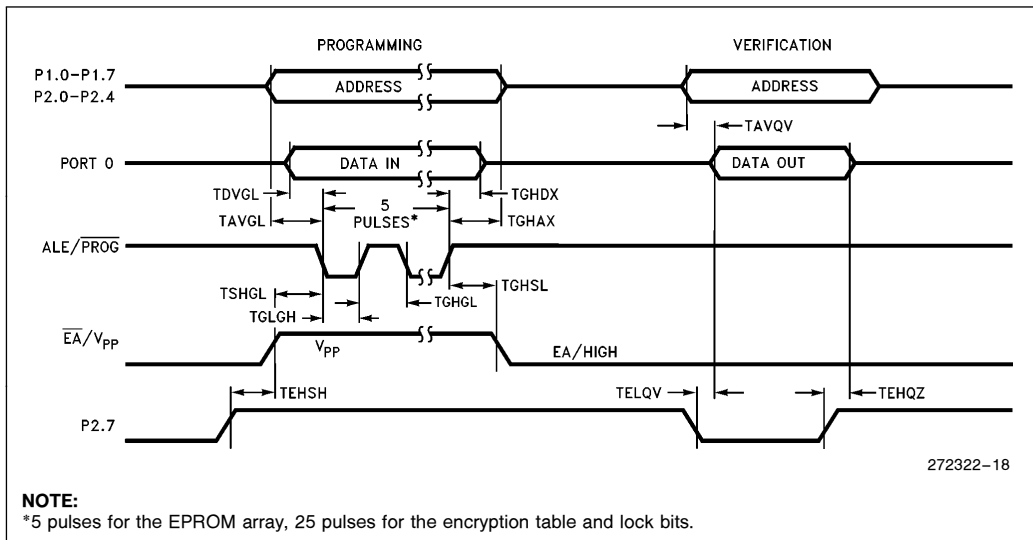 PROGRAMMING VERIFICATION
P1.0–P1.7
P2.0–P2.4
ADDRESS ADDRESS
TAVQV
PORT 0 DATA IN DATA OUT
TDVGL 5 TGHDX
TAVGL PULSES* TGHAX
ALE/PROG
TSHGL TGHGL TGHSL
TGLGH
EA/VPP VPP EA/HIGH
TEHSH TELQV TEHQZ
P2.7
272322–18
NOTE:
*5 pulses for the EPROM array, 25 pulses for the encryption table and lock bits.